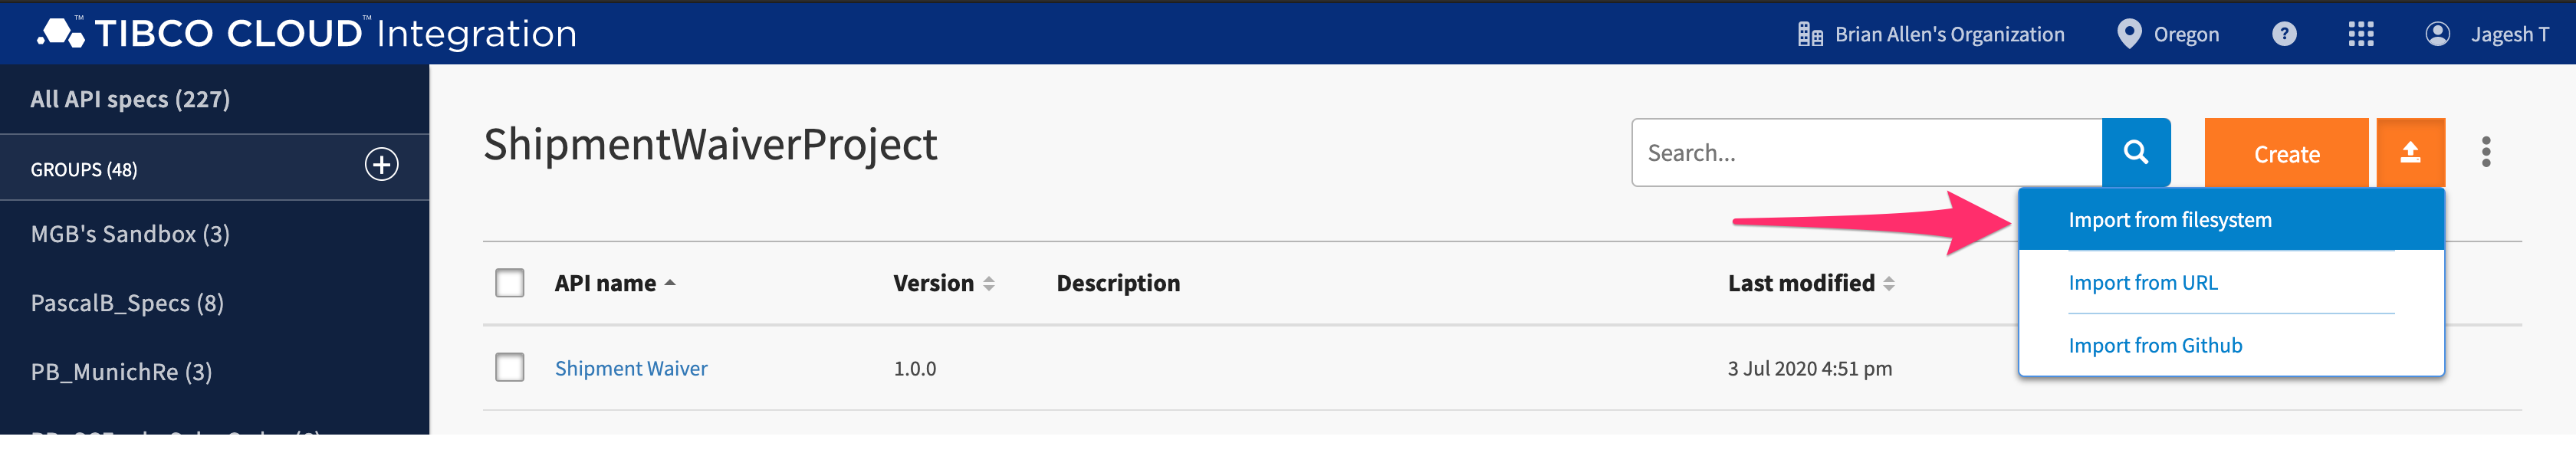 TIBCO CLOUD™ Integration
Brian Allen's Organization
Oregon
?
Jagesh T
All API specs (227)
GROUPS (48)
MGB's Sandbox (3)
PascalB_Specs (8)
PB_MunichRe (3)
ShipmentWaiverProject
Search...
Create
Import from filesystem
Import from URL
Import from Github
API name Version Description Last modified
Shipment Waiver 1.0.0 3 Jul 2020 4:51 pm